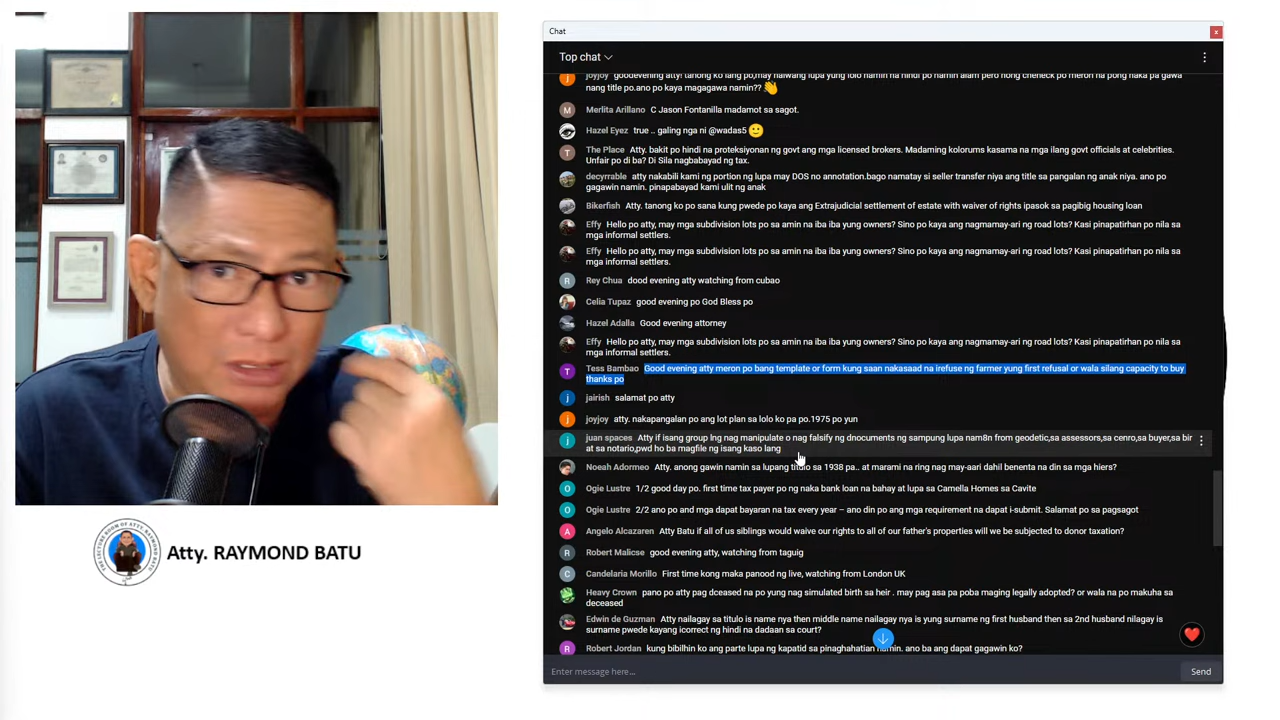 Chat
x
Top chat
joyjoy goodevening atty! tanong ko lang po,may naiwang lupa yung lolo namin na hindi po namin alam pero nong cheneck po meron na pong naka pa gawa
nang title po.ano po kaya magagawa namin??
M Merlita Arillano C Jason Fontanilla madamot sa sagot.
Hazel Eyez true .. galing nga ni @wadas5
T The Place Atty. bakit po hindi na proteksiyonan ng govt ang mga licensed brokers. Madaming kolorums kasama na mga ilang govt officials at celebrities.
Unfair po di ba? Di Sila nagbabayad ng tax.
decyrrable atty nakabili kami ng portion ng lupa may DOS no annotation.bago namatay si seller transfer niya ang title sa pangalan ng anak niya. ano po
gagawin namin. pinapabayad kami ulit ng anak
Bikerfish Atty. tanong ko po sana kung pwede po kaya ang Extrajudicial settlement of estate with waiver of rights ipasok sa pagibig housing loan
Effy Hello po atty, may mga subdivision lots po sa amin na iba iba yung owners? Sino po kaya ang nagmamay-ari ng road lots? Kasi pinapatirhan po nila sa
mga informal settlers.
Effy Hello po atty, may mga subdivision lots po sa amin na iba iba yung owners? Sino po kaya ang nagmamay-ari ng road lots? Kasi pinapatirhan po nila sa
mga informal settlers.
R Rey Chua dood evening atty watching from cubao
Celia Tupaz good evening po God Bless po
Hazel Adalla Good evening attorney
Effy Hello po atty, may mga subdivision lots po sa amin na iba iba yung owners? Sino po kaya ang nagmamay-ari ng road lots? Kasi pinapatirhan po nila sa
mga informal settlers.
T Tess Bambao Good evening atty meron po bang template or form kung saan nakasaad na irefuse ng farmer yung first refusal or wala silang capacity to buy
thanks po
jairish salamat po atty
j joyjoy atty. nakapangalan po ang lot plan sa lolo ko pa po.1975 po yun
j juan spaces Atty if isang group lng nag manipulate o nag falsify ng dnocuments ng sampung lupa nam8n from geodetic,sa assessors,sa cenro,sa buyer,sa bir
at sa notario,pwd ho ba magfile ng isang kaso lang
Noeah Adormeo Atty. anong gawin namin sa lupang titulo sa 1938 pa.. at marami na ring nag may-aari dahil benenta na din sa mga hiers?
O Ogie Lustre 1/2 good day po. first time tax payer po ng naka bank loan na bahay at lupa sa Camella Homes sa Cavite
O Ogie Lustre 2/2 ano po and mga dapat bayaran na tax every year – ano din po ang mga requirement na dapat i-submit. Salamat po sa pagsagot
A Angelo Alcazaren Atty Batu if all of us siblings would waive our rights to all of our father's properties will we be subjected to donor taxation?
R Robert Malicse good evening atty, watching from taguig
C Candelaria Morillo First time kong maka panood ng live, watching from London UK
Heavy Crown pano po atty pag dceased na po yung nag simulated birth sa heir . may pag asa pa poba maging legally adopted? or wala na po makuha sa
deceased
Edwin de Guzman Atty nailagay sa titulo is name nya then middle name nailagay nya is yung surname ng first husband then sa 2nd husband nilagay is
surname pwede kayang icorrect ng hindi na dadaan sa court?
R Robert Jordan kung bibilhin ko ang parte lupa ng kapatid sa pinaghahatian namin. ano ba ang dapat gagawin ko?
Enter message here...
Send
THE LECTURE ROOM OF ATTY. RAYMOND BATU
Atty. RAYMOND BATU